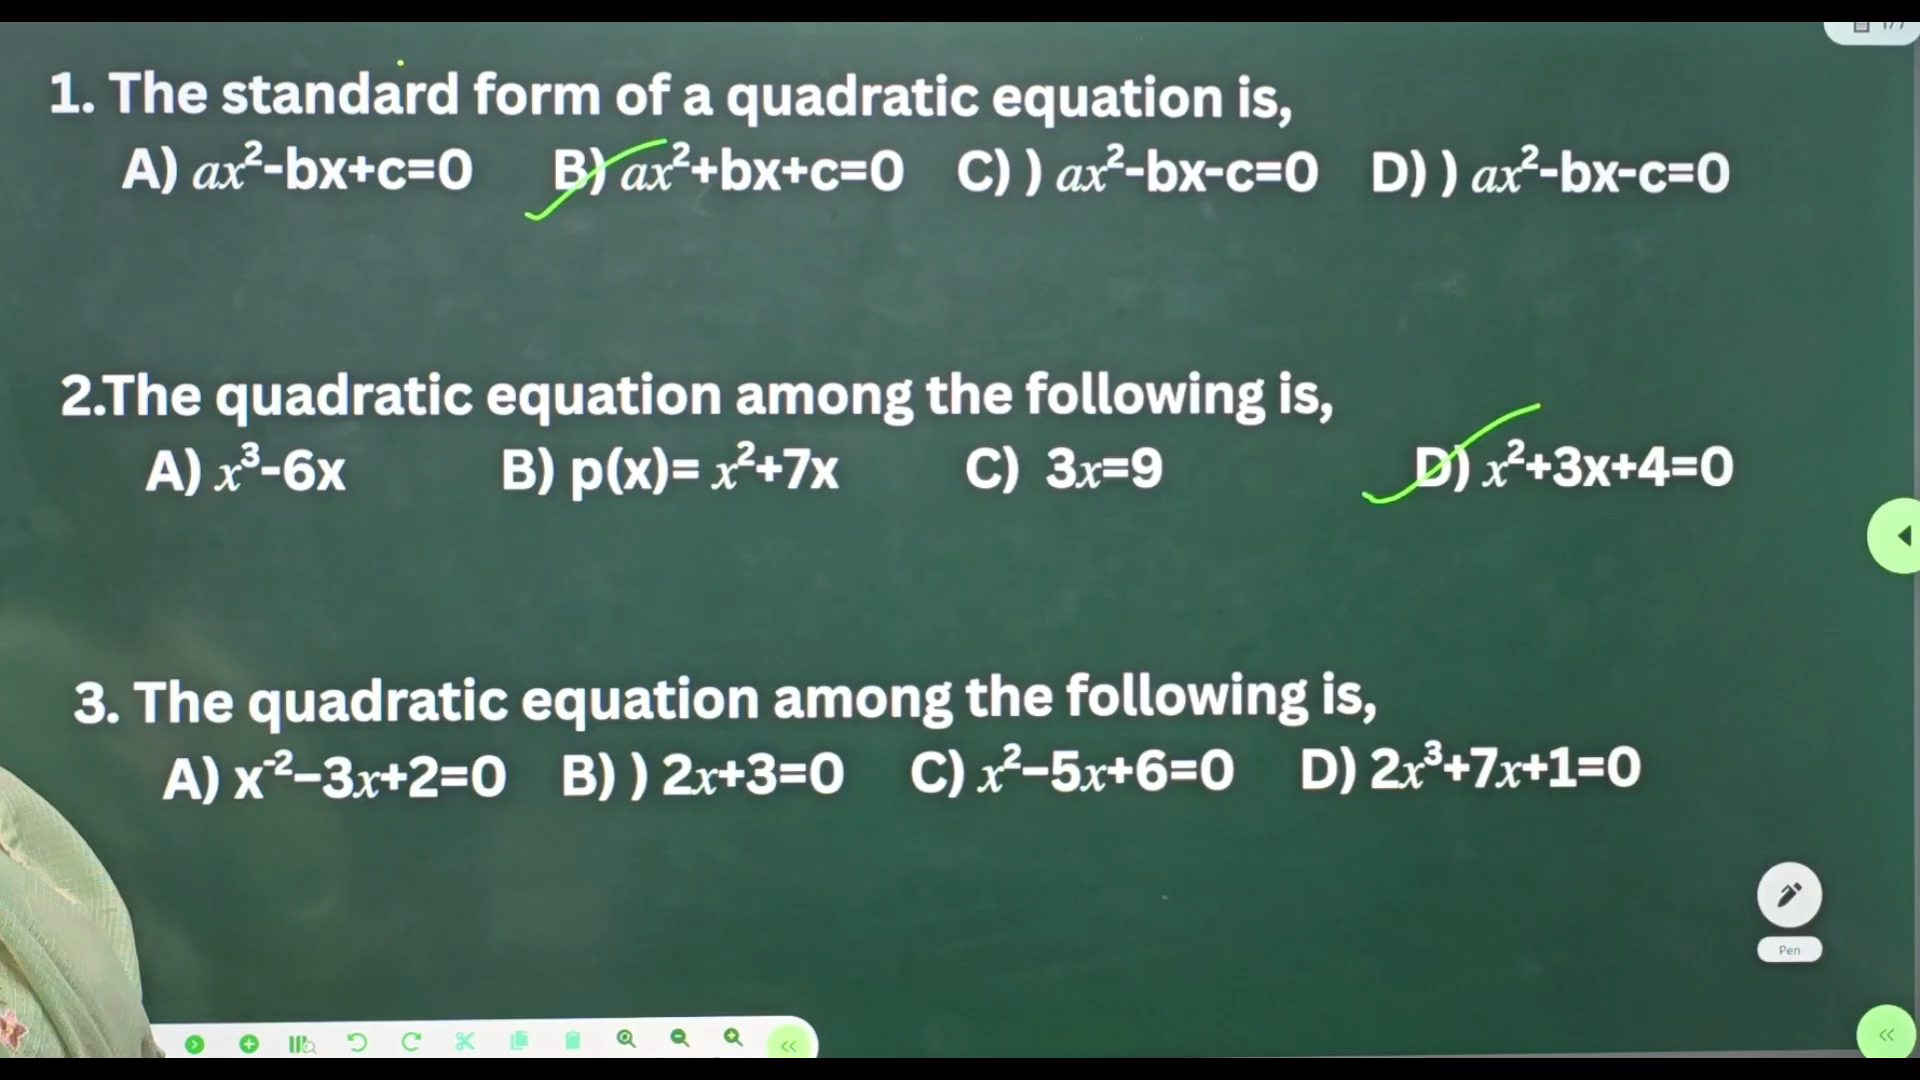 1. The standard form of a quadratic equation is,
A) ax²-bx+c=0 B) ax²+bx+c=0 C) ) ax²-bx-c=0 D) ) ax²-bx-c=0
2.The quadratic equation among the following is,
A) x³-6x B) p(x)= x²+7x C) 3x=9 D) x²+3x+4=0
3. The quadratic equation among the following is,
A) x⁻²–3x+2=0 B) ) 2x+3=0 C) x²–5x+6=0 D) 2x³+7x+1=0
Pen